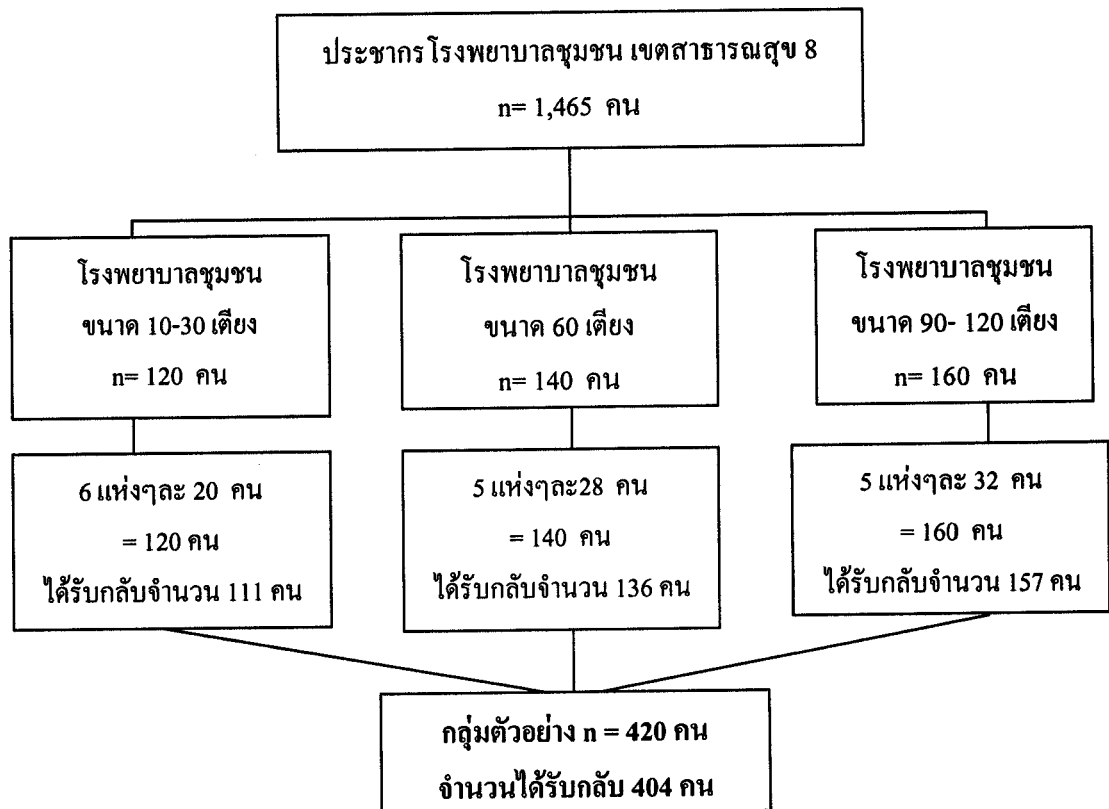 ประชากรโรงพยาบาลชุมชน เขตสาธารณสุข 8
n= 1,465 คน
โรงพยาบาลชุมชน
ขนาด 10-30 เตียง
n= 120 คน
โรงพยาบาลชุมชน
ขนาด 60 เตียง
n= 140 คน
โรงพยาบาลชุมชน
ขนาด 90- 120 เตียง
n= 160 คน
6 แห่งๆละ 20 คน
= 120 คน
ได้รับกลับจำนวน 111 คน
5 แห่งๆละ28 คน
= 140 คน
ได้รับกลับจำนวน 136 คน
5 แห่งๆละ 32 คน
= 160 คน
ได้รับกลับจำนวน 157 คน
กลุ่มตัวอย่าง n = 420 คน
จำนวนได้รับกลับ 404 คน